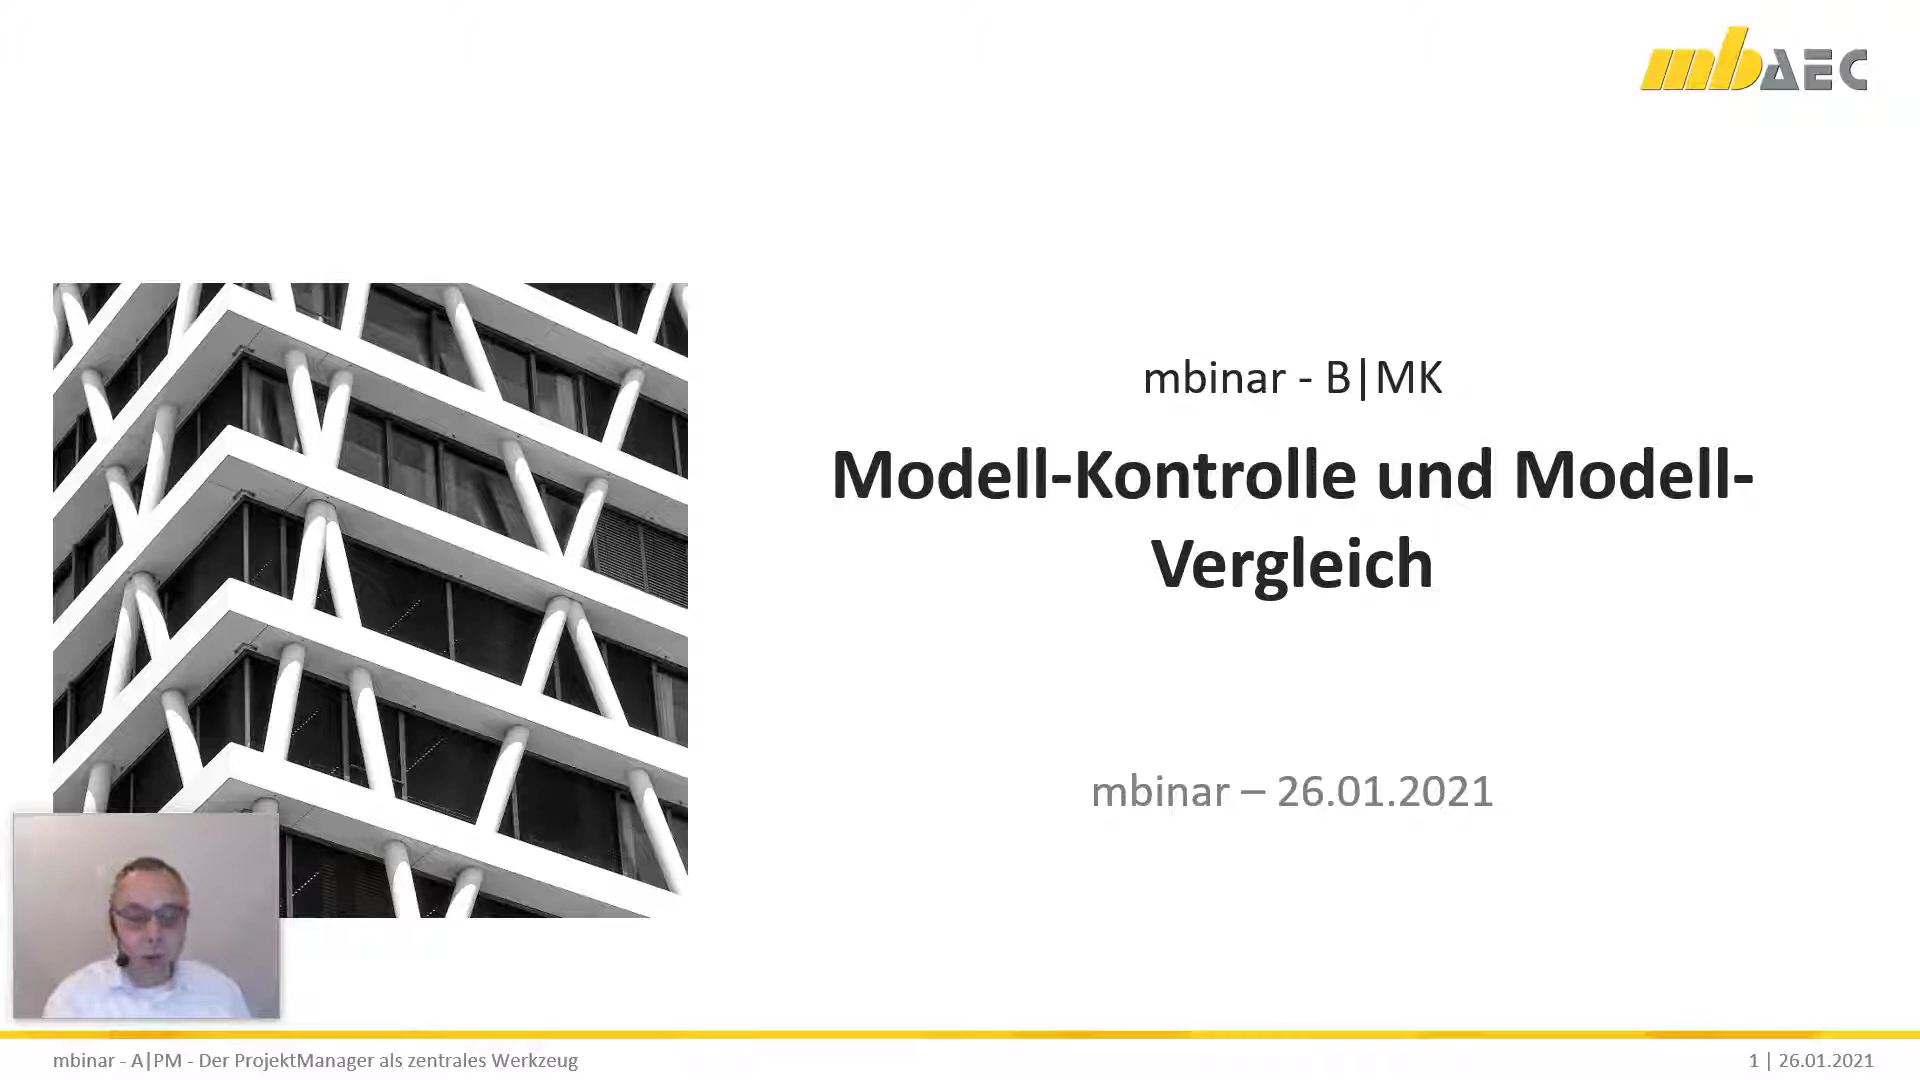 mbAEC
mbinar - B|MK
Modell-Kontrolle und Modell-
Vergleich
mbinar – 26.01.2021
mbinar - A|PM - Der ProjektManager als zentrales Werkzeug
1 | 26.01.2021